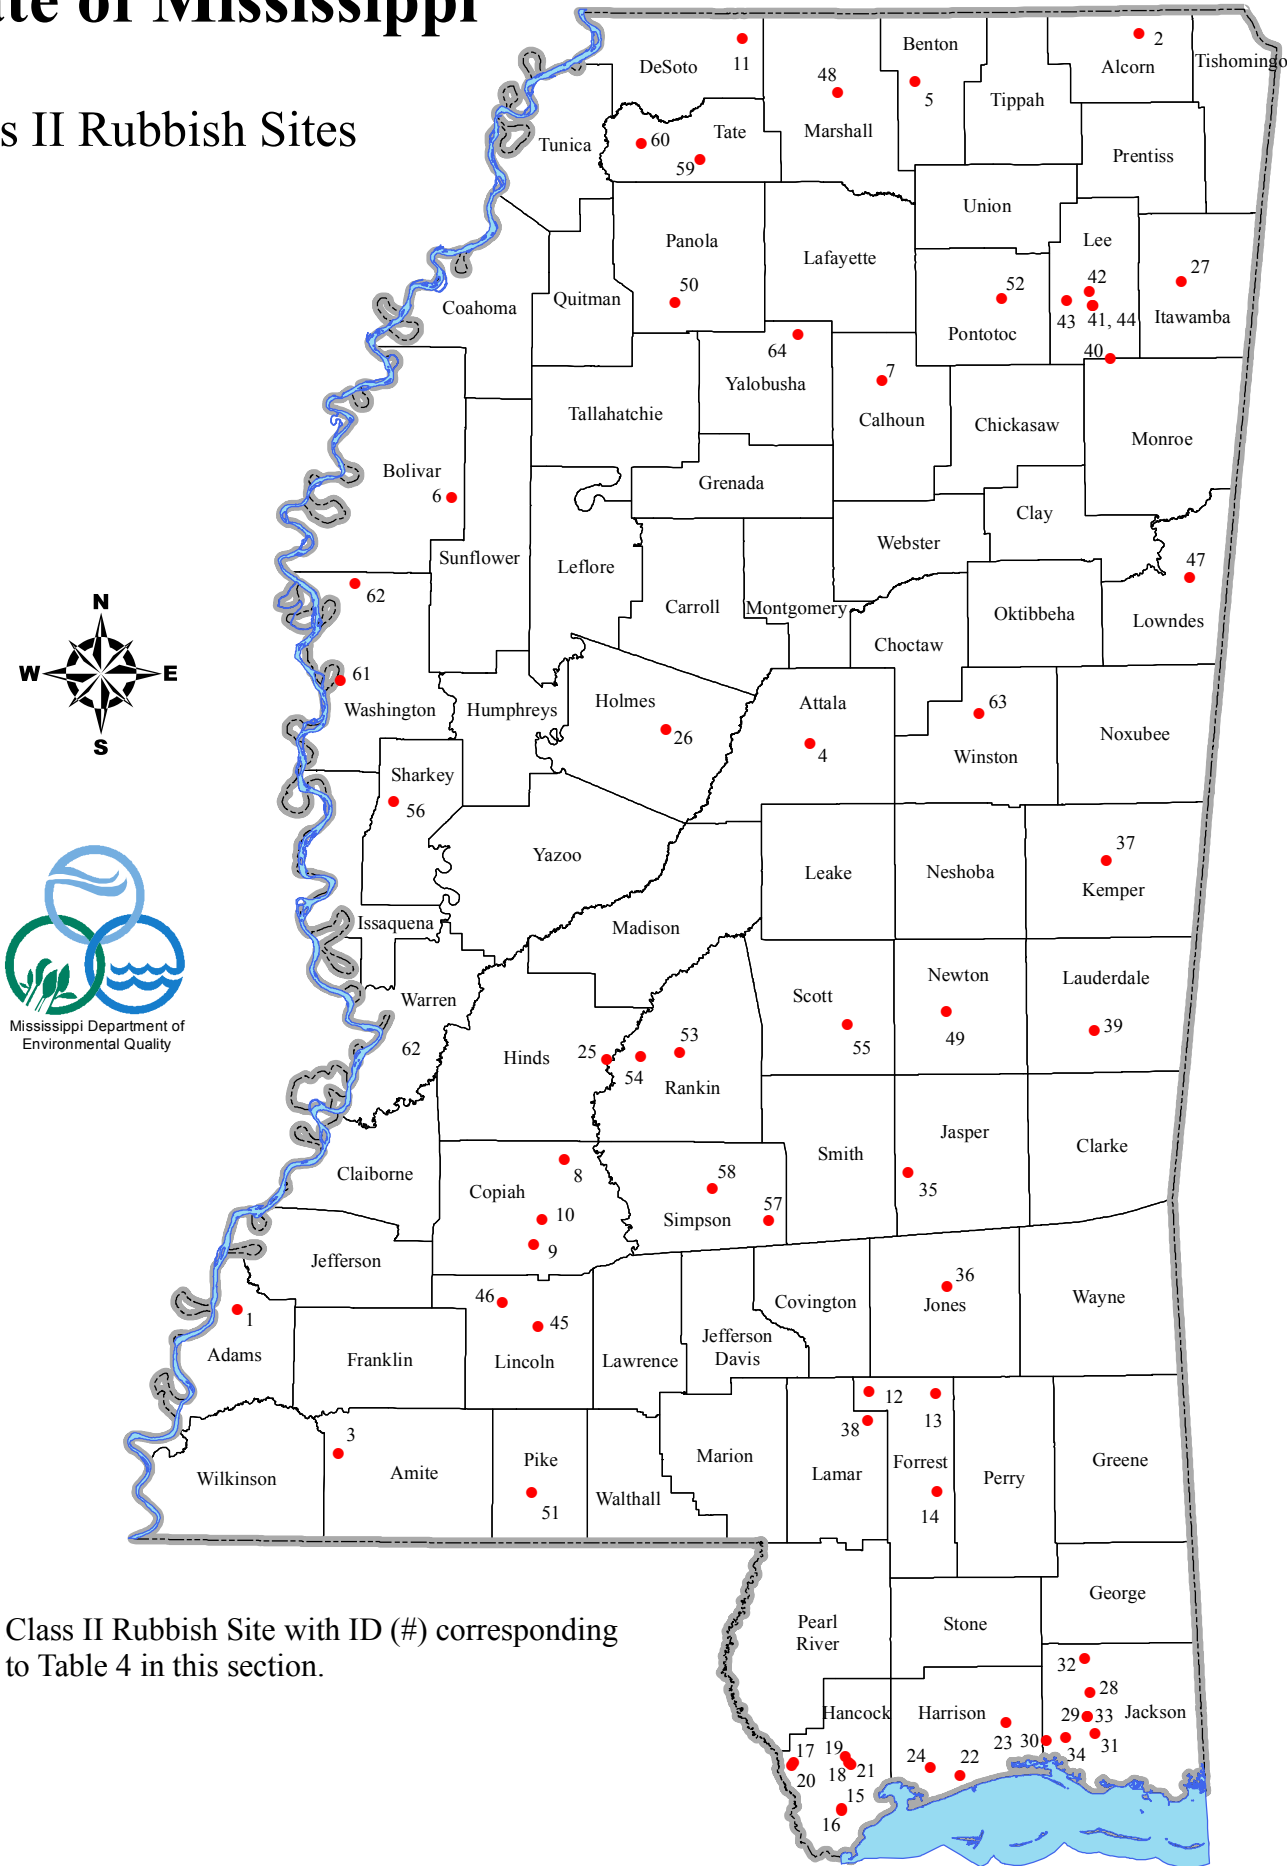 te of Mississippi
s II Rubbish Sites
DeSoto
11
48
Marshall
Benton
5
2
Alcorn
Tishomingo
Tippah
Tunica
60
Tate
59
Prentiss
Union
Panola
50
Lafayette
Lee
42
43
41, 44
40
27
Itawamba
52
Pontotoc
Coahoma
Quitman
64
Yalobusha
7
Calhoun
Tallahatchie
Chickasaw
Monroe
Bolivar
6
Grenada
Clay
Sunflower
Leflore
Webster
47
Lowndes
62
Carroll
Montgomery
Oktibbeha
Choctaw
N
W
E
S
61
Washington
Humphreys
Holmes
26
Attala
4
63
Winston
Noxubee
Sharkey
56
Yazoo
Leake
Neshoba
37
Kemper
Issaquena
Madison
Mississippi Department of
Environmental Quality
Warren
62
Scott
55
Newton
49
Lauderdale
39
Hinds
25
54
53
Rankin
Claiborne
Copiah
8
10
9
58
Simpson
57
Smith
Jasper
35
Clarke
Jefferson
1
Adams
46
45
Lincoln
Franklin
Lawrence
Jefferson
Davis
Covington
36
Jones
Wayne
12
13
38
3
Amite
Wilkinson
Pike
51
Walthall
Marion
Lamar
Forrest
14
Perry
Greene
George
Class II Rubbish Site with ID (#) corresponding
to Table 4 in this section.
Pearl
River
Stone
32
28
29
33
Jackson
Hancock
Harrison
23
30
34
31
17
20
19
18
21
24
22
15
16